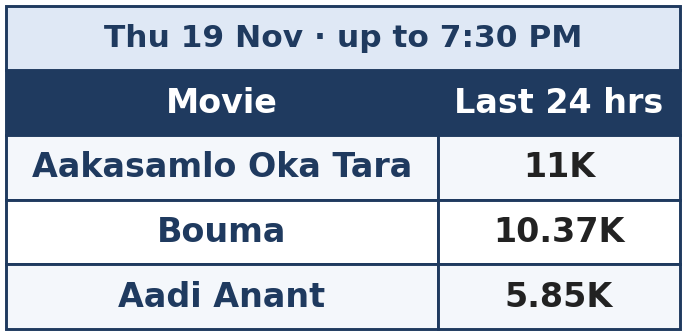 Thu 19 Nov · up to 7:30 PM
Movie Last 24 hrs
Aakasamlo Oka Tara 11K
Bouma 10.37K
Aadi Anant 5.85K